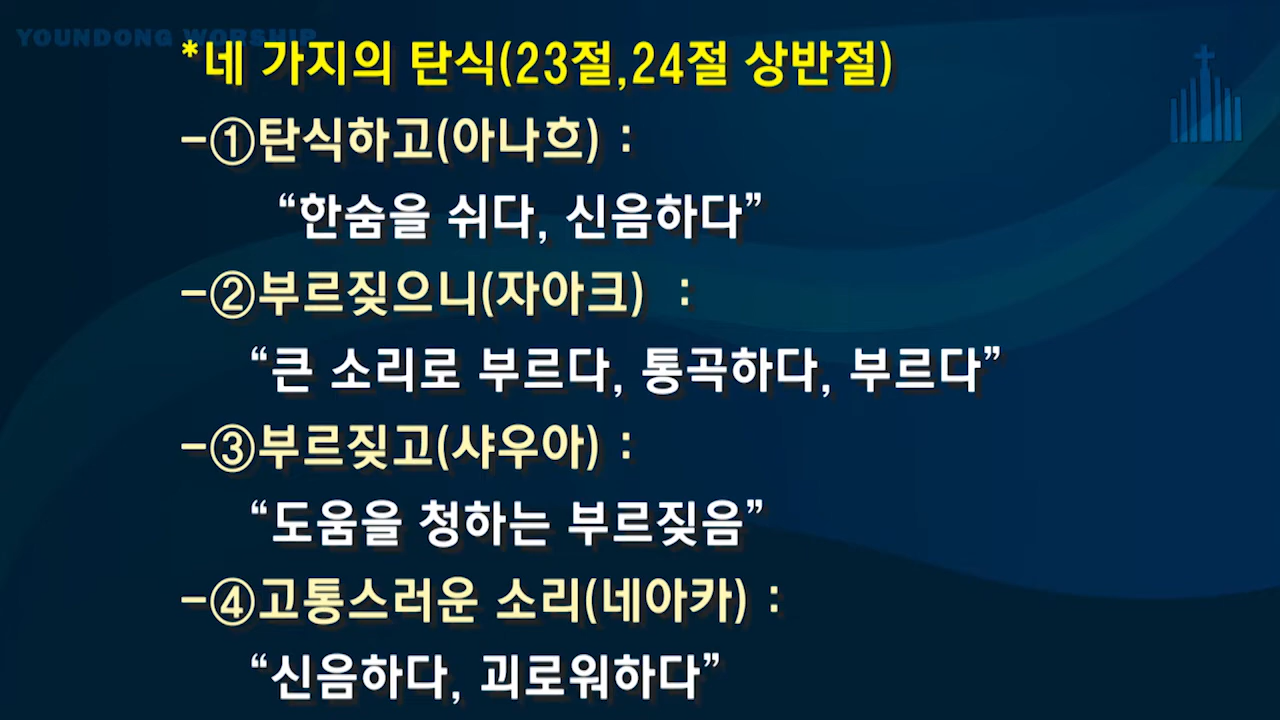 YOUNDONG WORSHIP
*네 가지의 탄식(23절,24절 상반절)
-①탄식하고(아나흐) :
“한숨을 쉬다, 신음하다”
-②부르짖으니(자아크) :
“큰 소리로 부르다, 통곡하다, 부르다”
-③부르짖고(샤우아) :
“도움을 청하는 부르짖음”
-④고통스러운 소리(네아카) :
“신음하다, 괴로워하다”